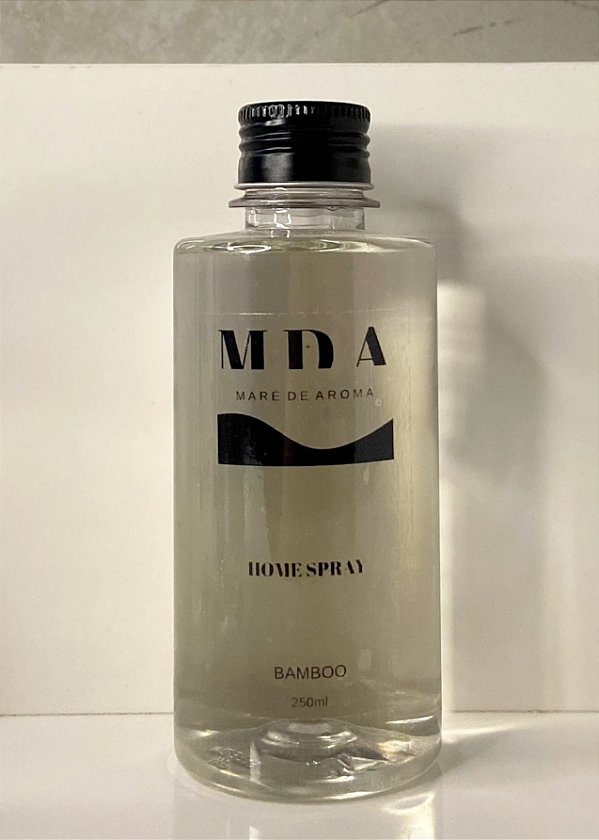 MDA
MARÉ DE AROMA
HOME SPRAY
BAMBOO
250ml